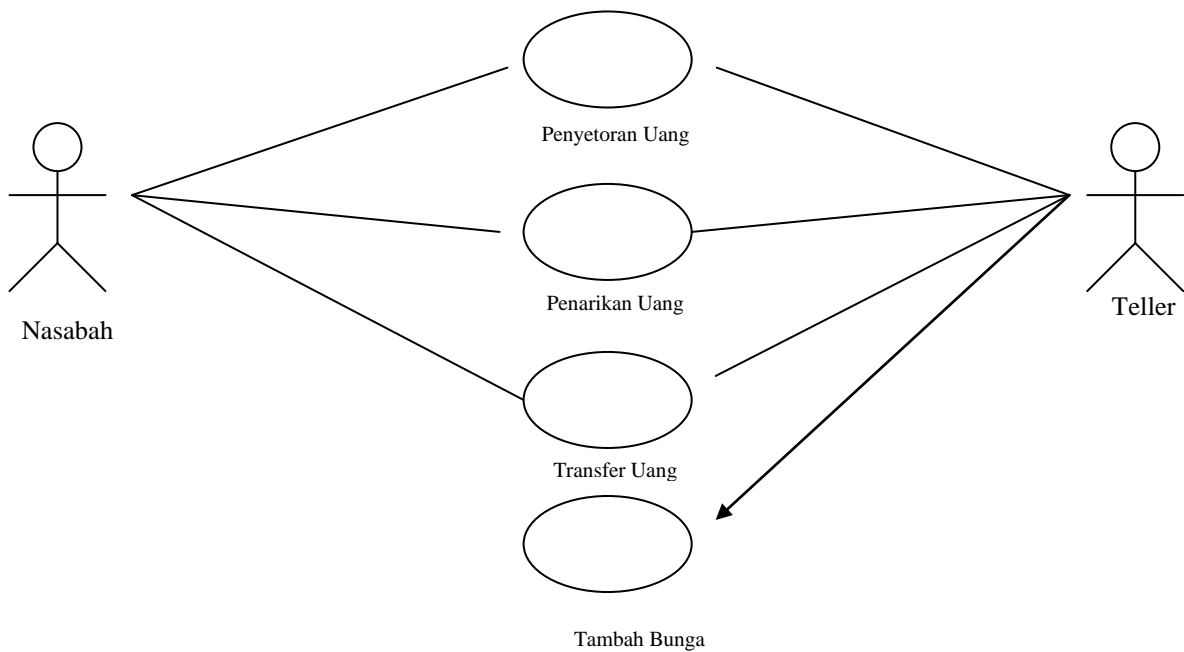 Penyetoran Uang
Penarikan Uang
Nasabah
Teller
Transfer Uang
Tambah Bunga